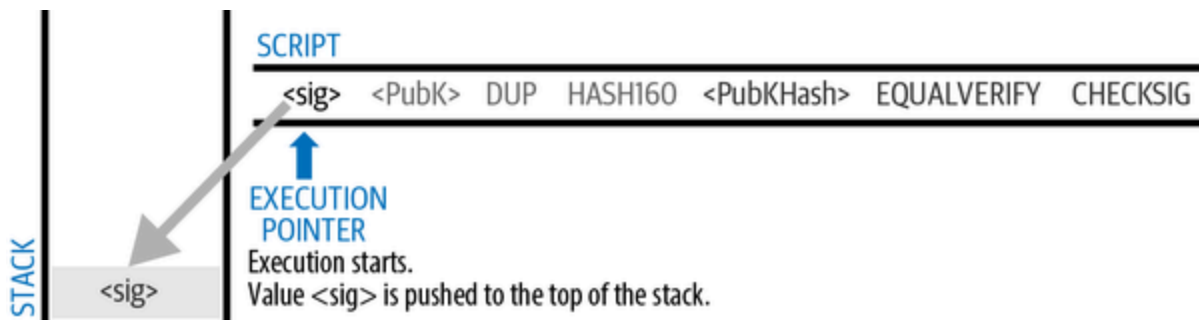 SCRIPT
<sig> <PubK> DUP HASH160 <PubKHash> EQUALVERIFY CHECKSIG
EXECUTION
POINTER
Execution starts.
Value <sig> is pushed to the top of the stack.
STACK
<sig>